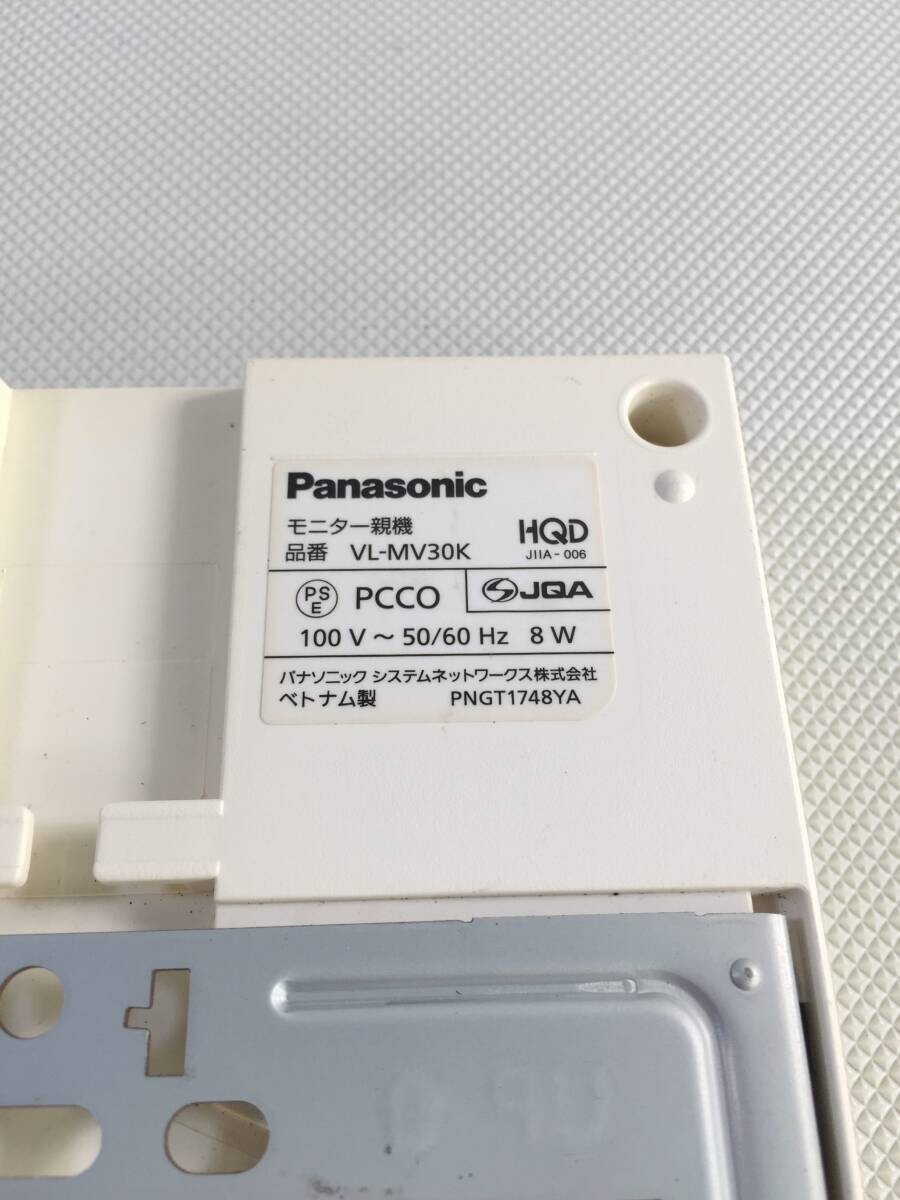 Panasonic
モニター親機
品番 VL-MV30K
HQD
JIIA-006
PS
E
PCCO
JQA
100 V ～ 50/60 Hz 8 W
パナソニック システムネットワークス株式会社
ベトナム製 PNGT1748YA
UP